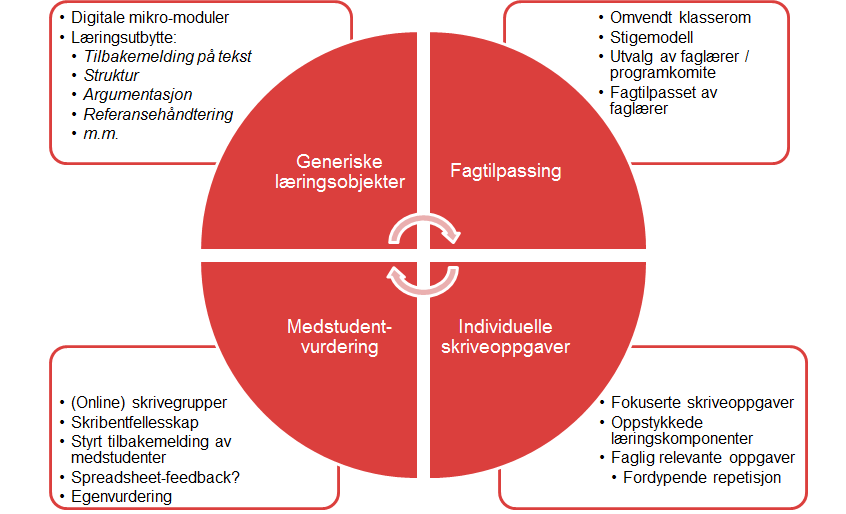 • Digitale mikro-moduler
• Læringsutbytte:
• Tilbakemelding på tekst
• Struktur
• Argumentasjon
• Referansehåndtering
• m.m.
• Omvendt klasserom
• Stigemodell
• Utvalg av faglærer /
programkomite
• Fagtilpasset av
faglærer
Generiske
læringsobjekter
Fagtilpassing
Medstudent-
vurdering
Individuelle
skriveoppgaver
• (Online) skrivegrupper
• Skribentfellesskap
• Styrt tilbakemelding av
medstudenter
• Spreadsheet-feedback?
• Egenvurdering
• Fokuserte skriveoppgaver
• Oppstykkede
læringskomponenter
• Faglig relevante oppgaver
• Fordypende repetisjon